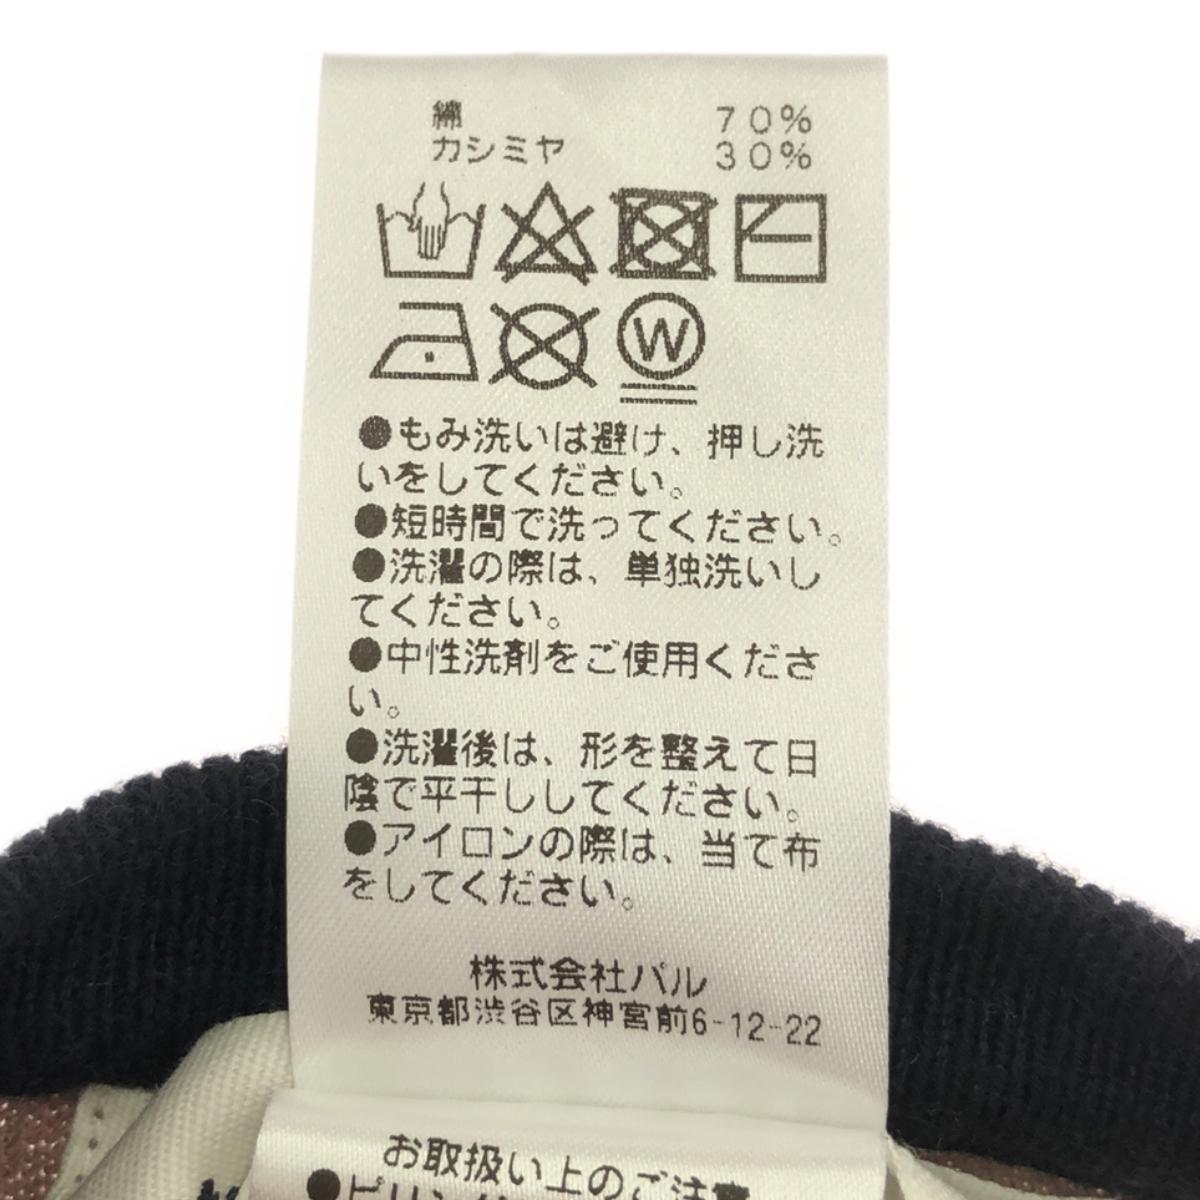 綿 70%
カシミヤ 30%
W
●もみ洗いは避け、押し洗
いをしてください。
●短時間で洗ってください。
●洗濯の際は、単独洗いし
てください。
●中性洗剤をご使用くださ
い。
●洗濯後は、形を整えて日
陰で平干ししてください。
●アイロンの際は、当て布
をしてください。
株式会社パル
東京都渋谷区神宮前6-12-22
お取扱い上のご注意